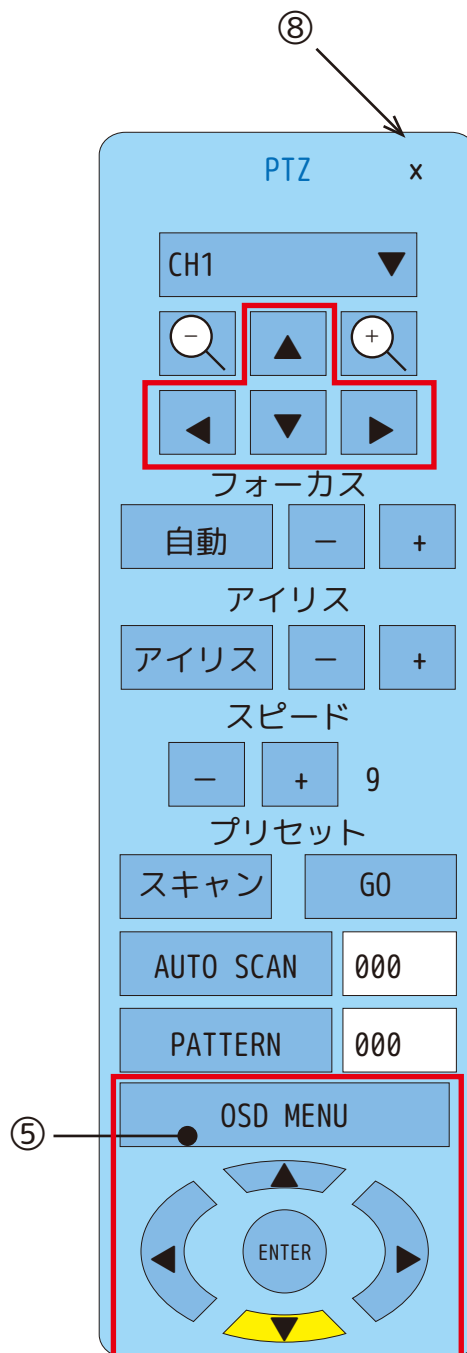 ⑧
PTZ x
CH1 ▼
− +
▲
◀ ▼ ▶
フォーカス
自動 − +
アイリス
アイリス − +
スピード
− + 9
プリセット
スキャン GO
AUTO SCAN 000
PATTERN 000
⑤ OSD MENU
▲
◀ ENTER ▶
▼